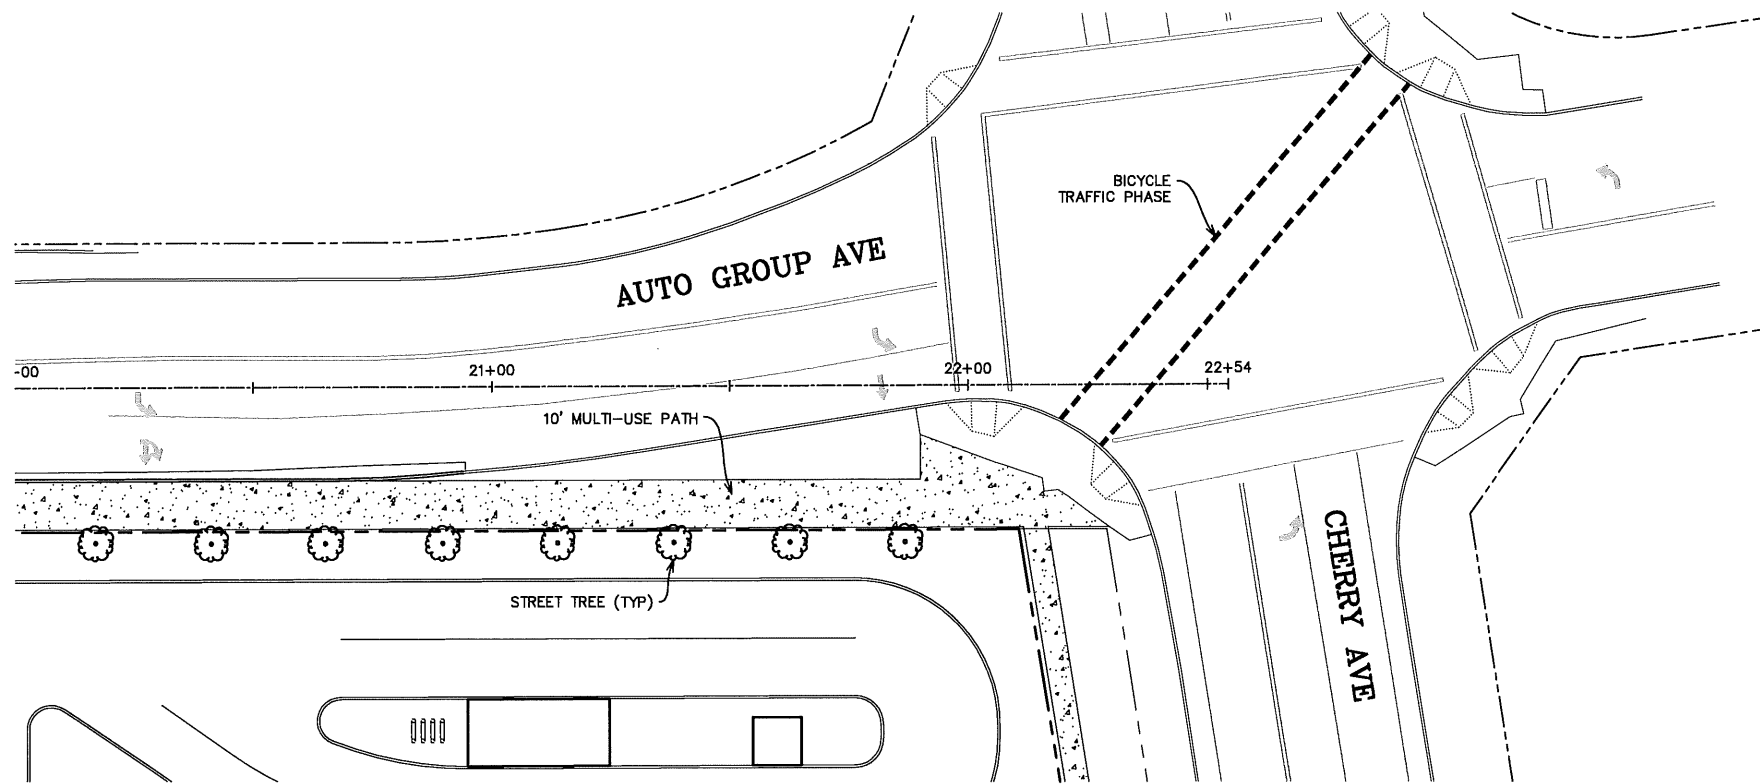 BICYCLE
TRAFFIC PHASE
AUTO GROUP AVE
-00
21+00
22+00
22+54
10' MULTI-USE PATH
STREET TREE (TYP)
CHERRY AVE